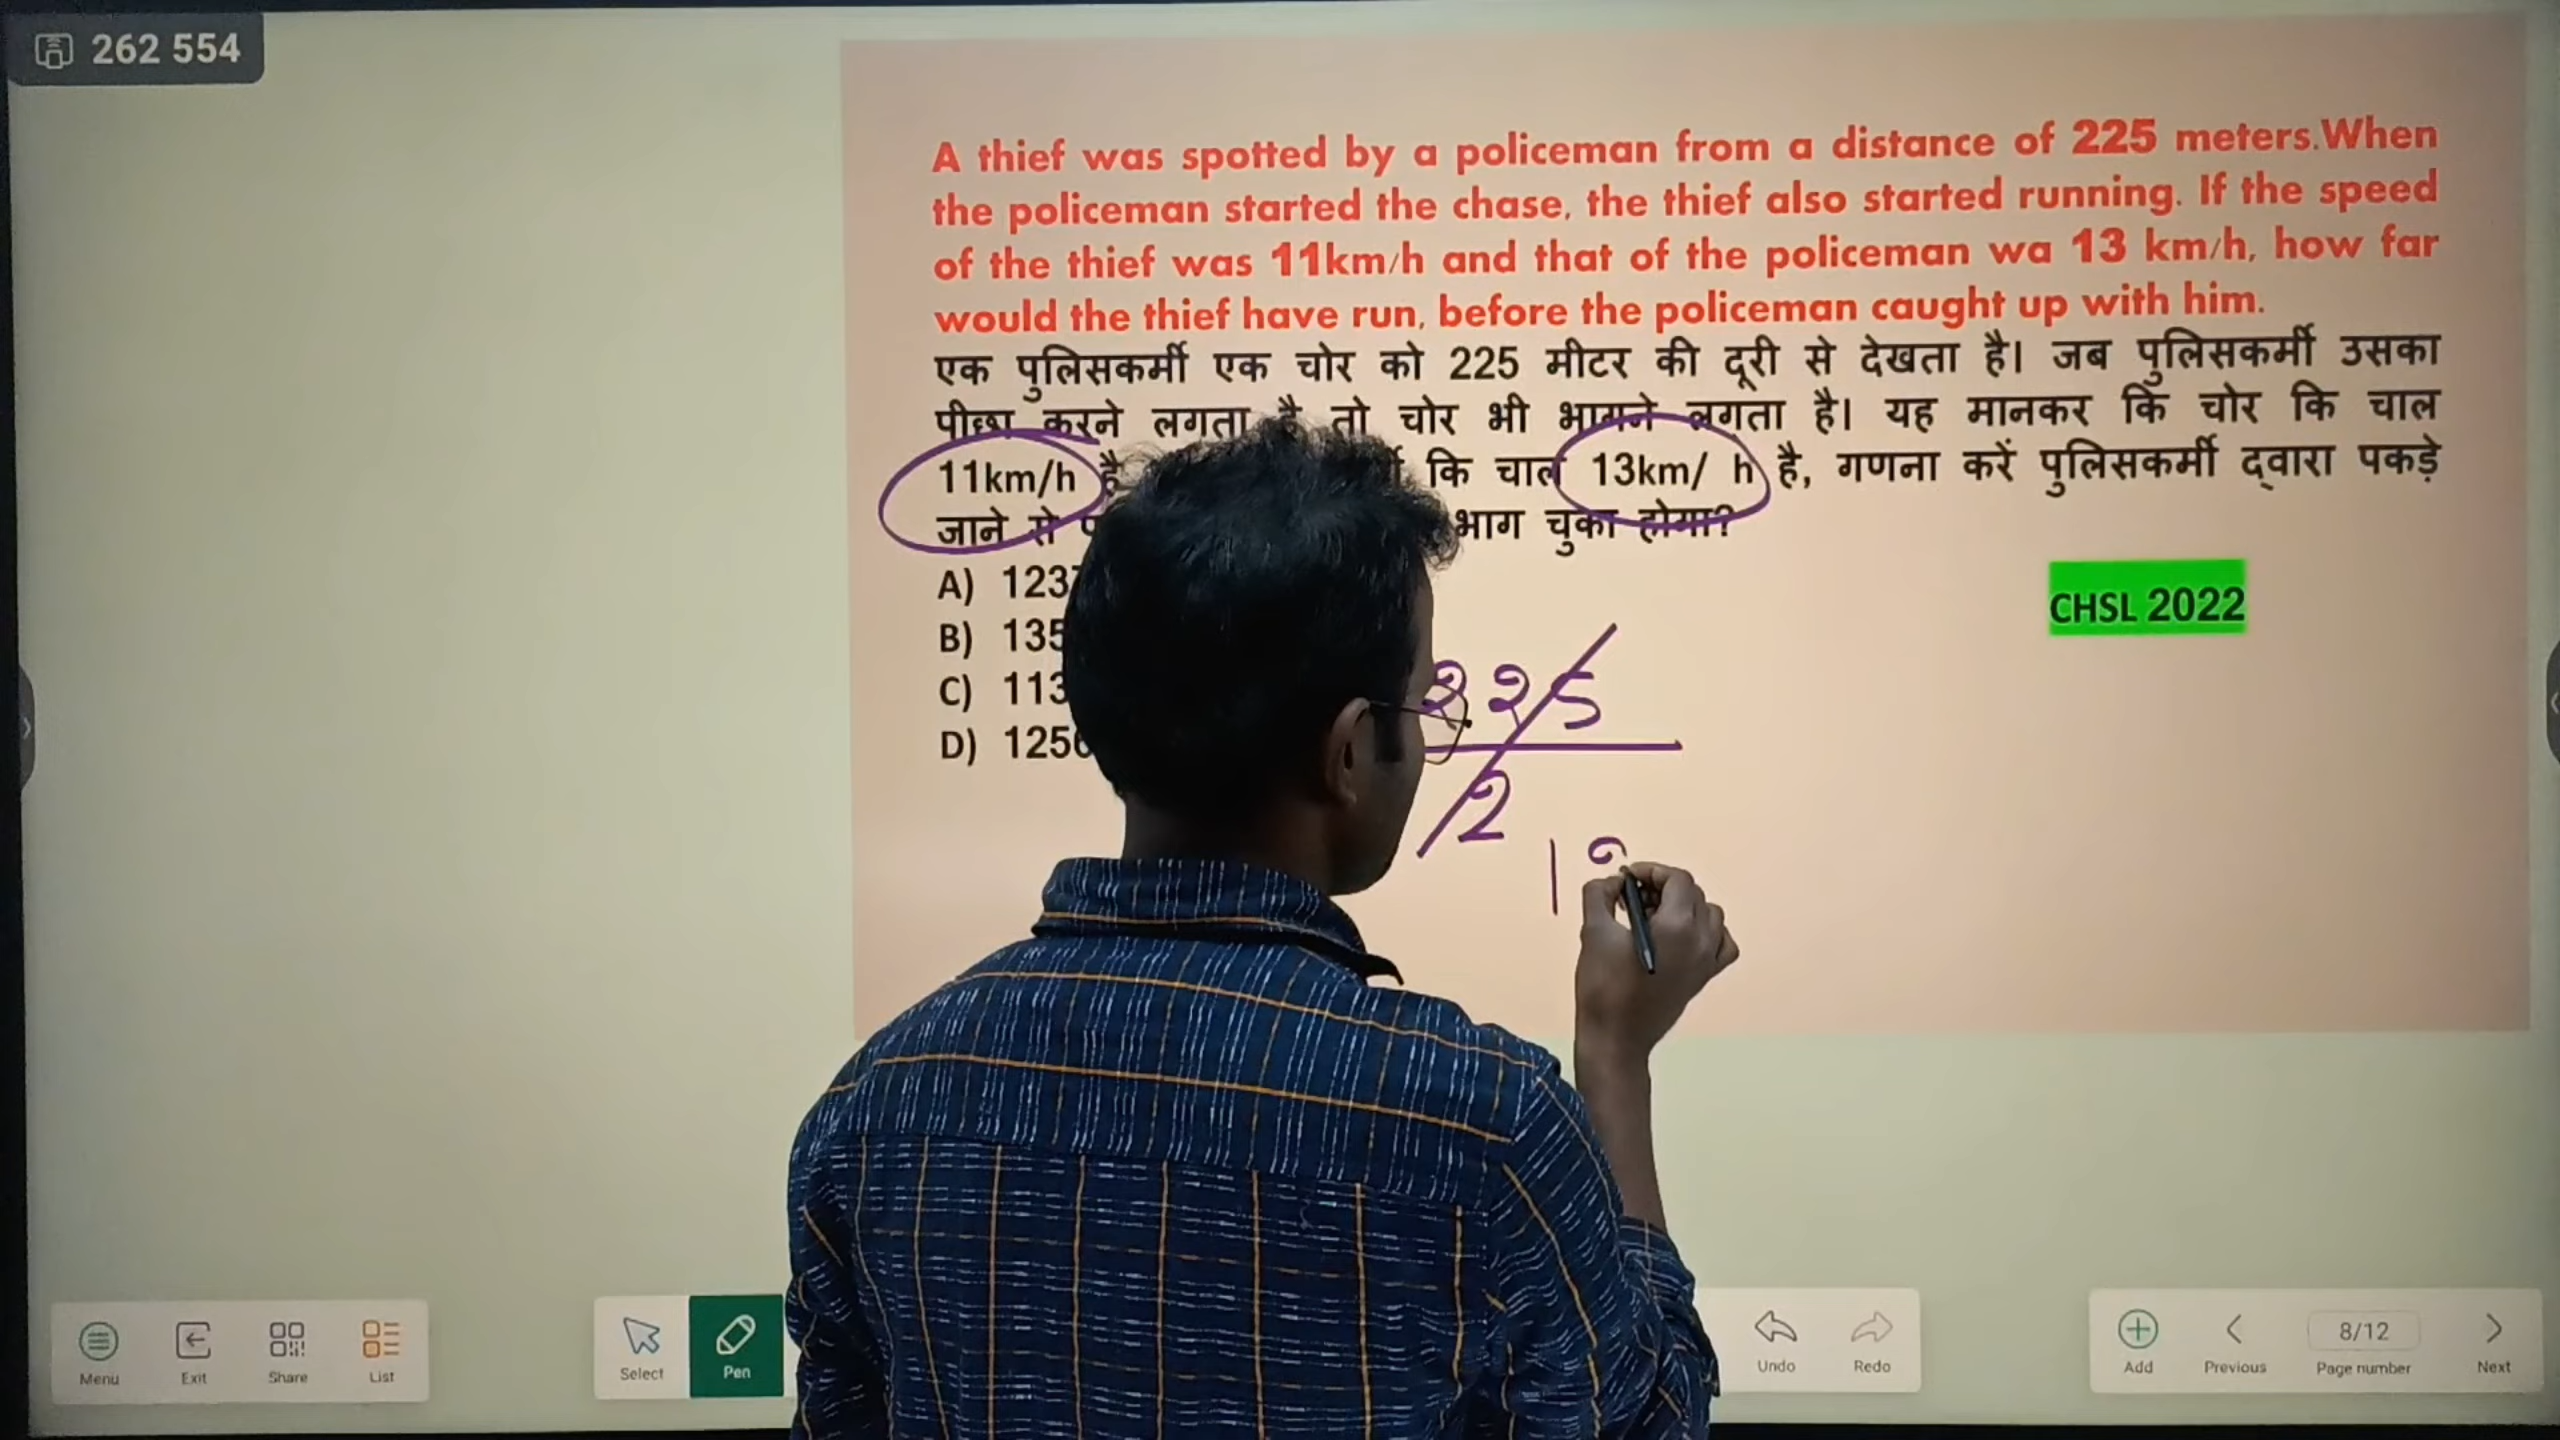 262 554
A thief was spotted by a policeman from a distance of 225 meters.When
the policeman started the chase, the thief also started running. If the speed
of the thief was 11km/h and that of the policeman wa 13 km/h, how far
would the thief have run, before the policeman caught up with him.
एक पुलिसकर्मी एक चोर को 225 मीटर की दूरी से देखता है। जब पुलिसकर्मी उसका
पीछा करने लगता है तो चोर भी भागने लगता है। यह मानकर कि चोर कि चाल
11km/h है कि चाल 13km/ h है, गणना करें पुलिसकर्मी द्वारा पकड़े
जाने से भाग चुका होगा?
A)
B)
C)
D)
CHSL 2022
225
2
1
Menu Exit Share List Select Pen Undo Redo Add Previous 8/12 Page number Next